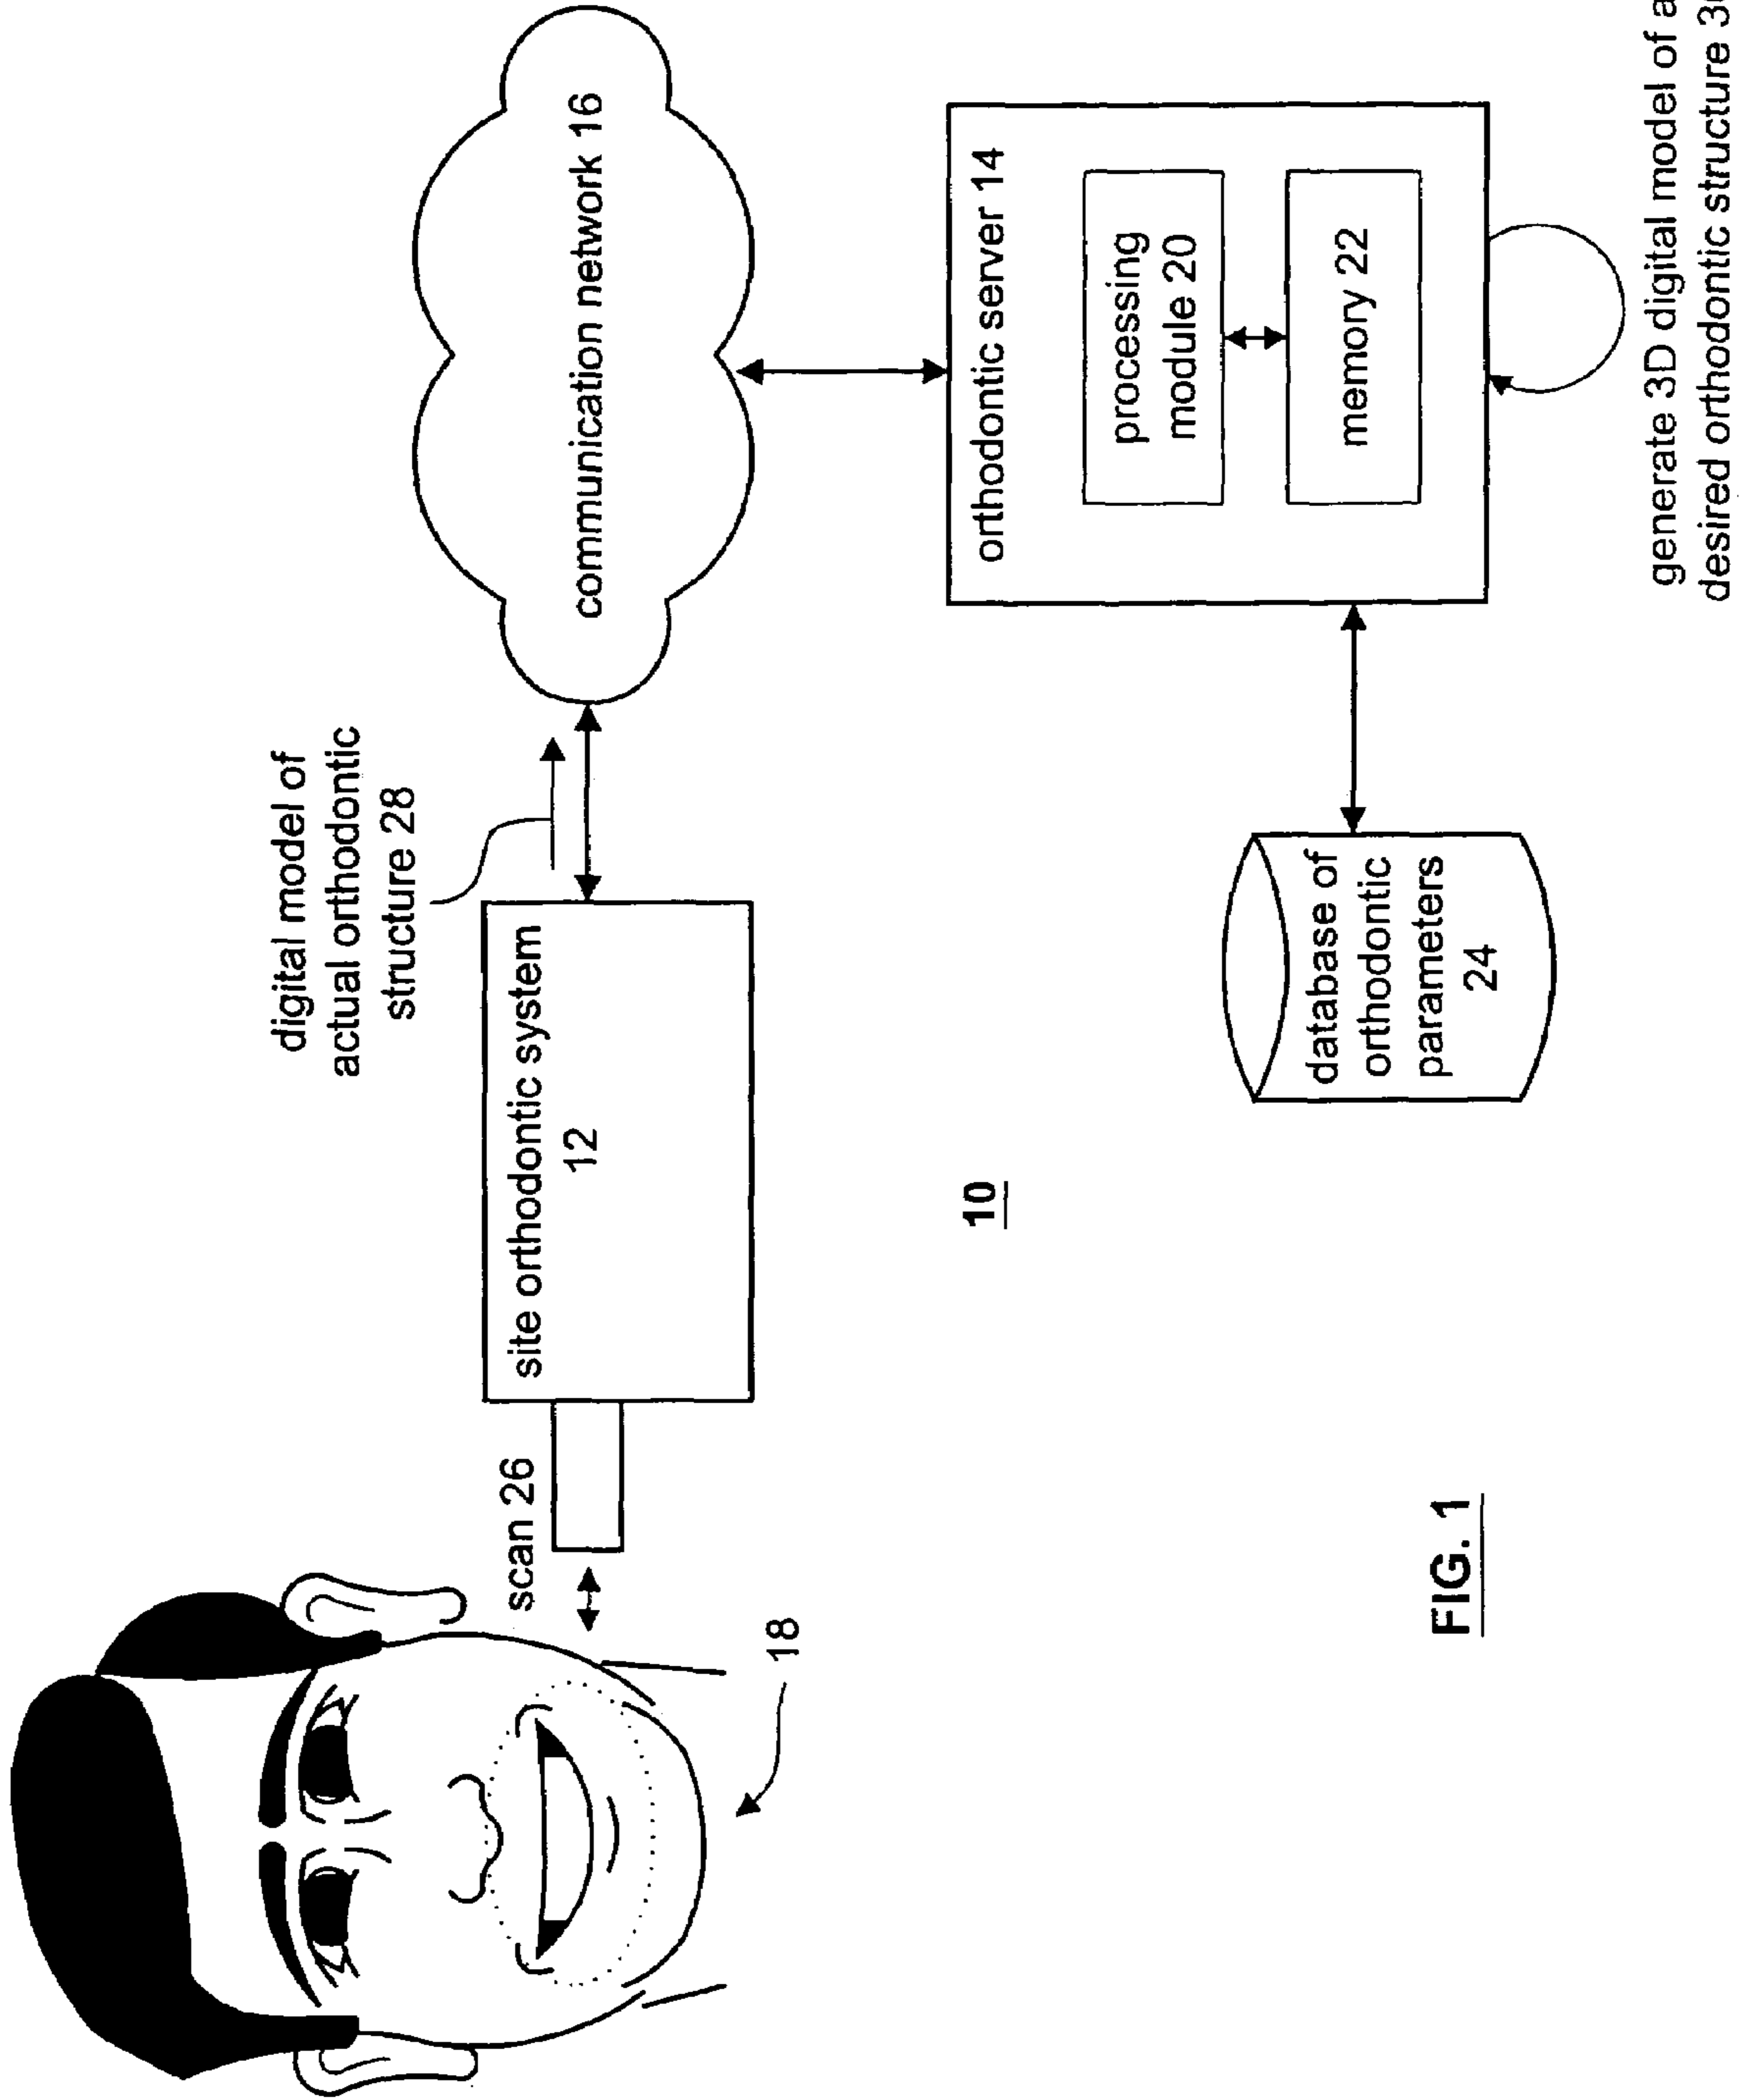 digital model of
actual orthodontic
structure 28
scan 26
site orthodontic system
12
communication network 16
18
10
orthodontic server 14
processing
module 20
memory 22
database of
orthodontic
parameters
24
FIG. 1
generate 3D digital model of a
desired orthodontic structure